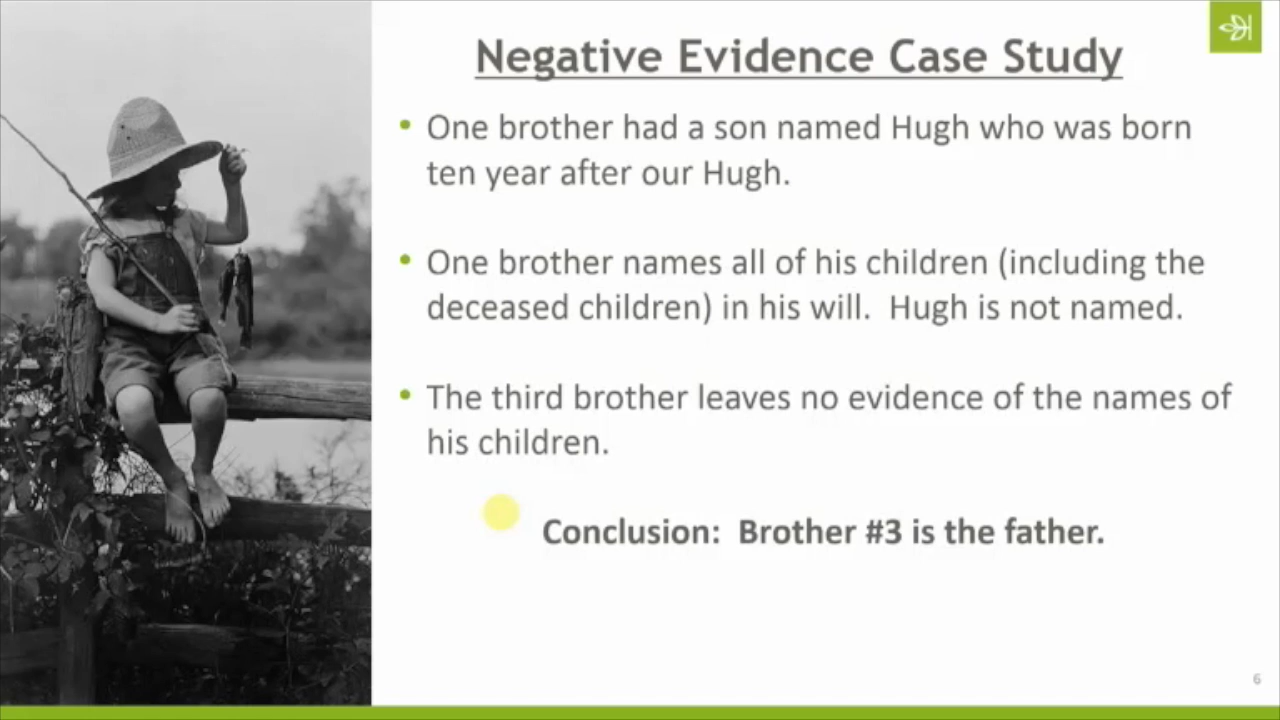 Negative Evidence Case Study
• One brother had a son named Hugh who was born
ten year after our Hugh.
• One brother names all of his children (including the
deceased children) in his will.  Hugh is not named.
• The third brother leaves no evidence of the names of
his children.
Conclusion:  Brother #3 is the father.
6